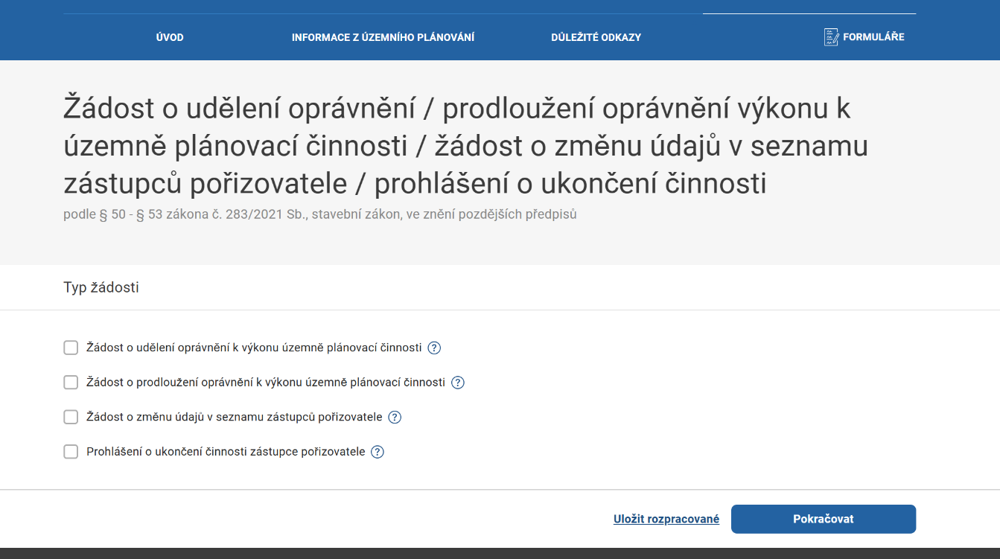 ÚVOD
INFORMACE Z ÚZEMNÍHO PLÁNOVÁNÍ
DŮLEŽITÉ ODKAZY
FORMULÁŘE
Žádost o udělení oprávnění / prodloužení oprávnění výkonu k
územně plánovací činnosti / žádost o změnu údajů v seznamu
zástupců pořizovatele / prohlášení o ukončení činnosti
podle § 50 - § 53 zákona č. 283/2021 Sb., stavební zákon, ve znění pozdějších předpisů
Typ žádosti
Žádost o udělení oprávnění k výkonu územně plánovací činnosti ?
Žádost o prodloužení oprávnění k výkonu územně plánovací činnosti ?
Žádost o změnu údajů v seznamu zástupců pořizovatele ?
Prohlášení o ukončení činnosti zástupce pořizovatele ?
Uložit rozpracované
Pokračovat